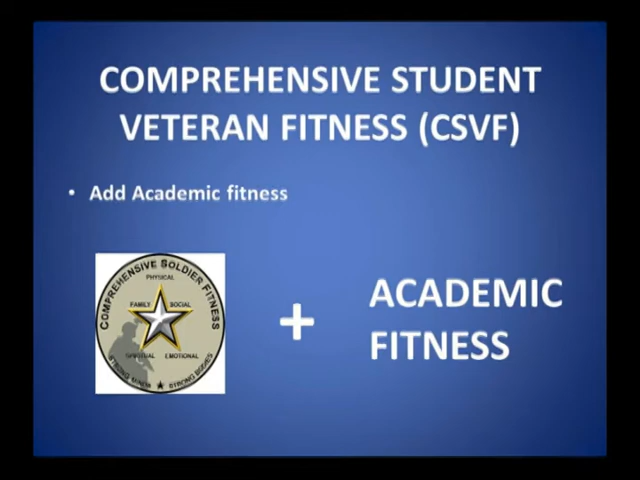 COMPREHENSIVE STUDENT
VETERAN FITNESS (CSVF)
• Add Academic fitness
COMPREHENSIVE SOLDIER FITNESS
PHYSICAL
FAMILY SOCIAL
SPIRITUAL EMOTIONAL
STRONG MINDS ★ STRONG BODIES
+
ACADEMIC
FITNESS